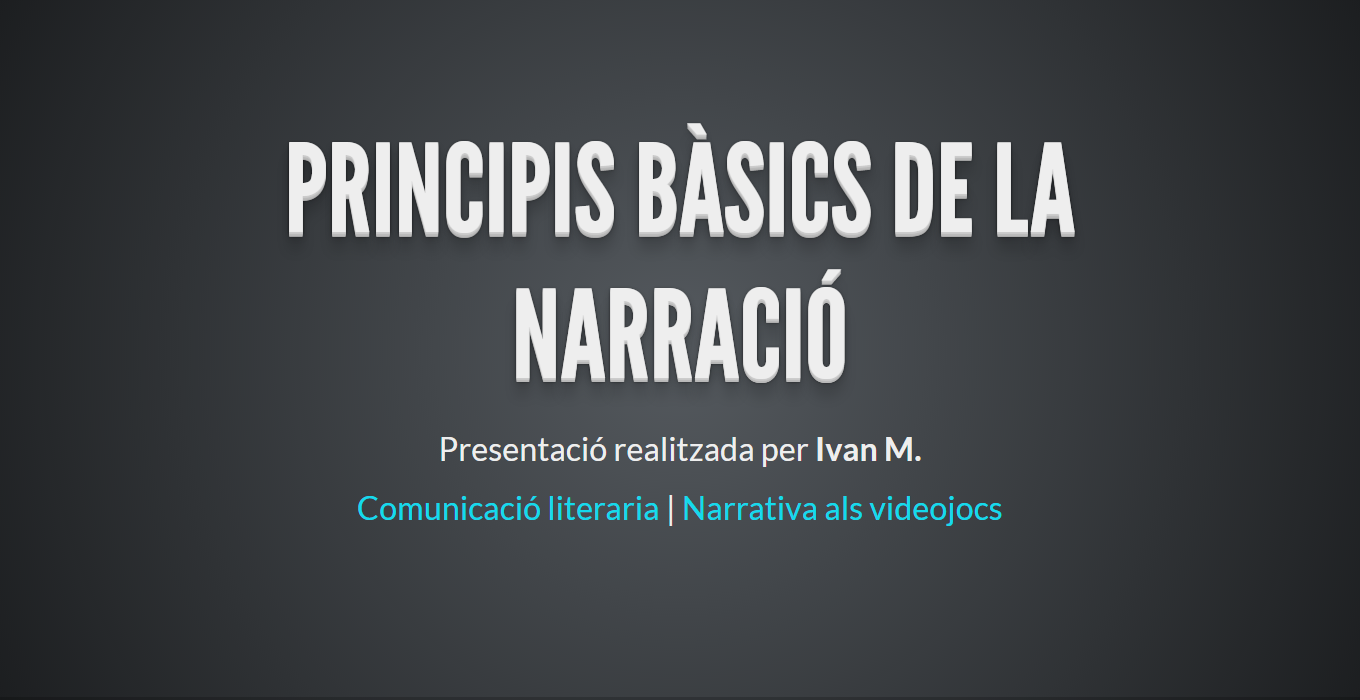 PRINCIPIS BÀSICS DE LA
NARRACIÓ
Presentació realitzada per Ivan M.
Comunicació literaria | Narrativa als videojocs